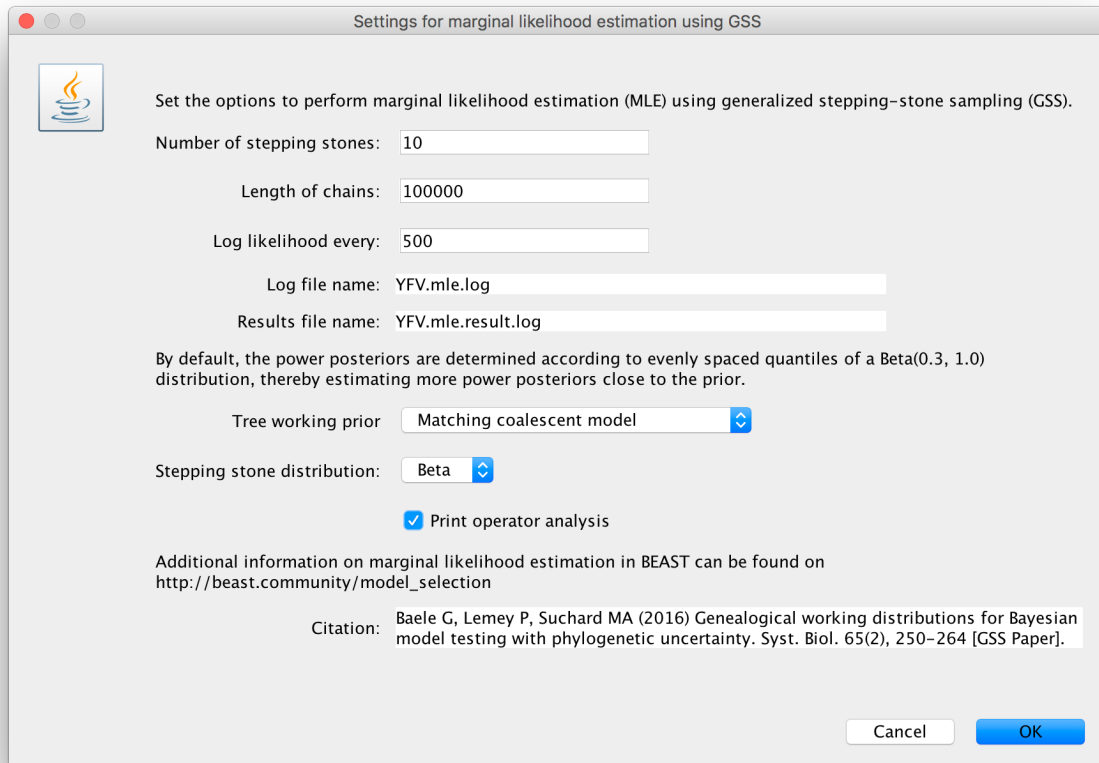 Settings for marginal likelihood estimation using GSS
Set the options to perform marginal likelihood estimation (MLE) using generalized stepping-stone sampling (GSS).
Number of stepping stones: 10
Length of chains: 100000
Log likelihood every: 500
Log file name: YFV.mle.log
Results file name: YFV.mle.result.log
By default, the power posteriors are determined according to evenly spaced quantiles of a Beta(0.3, 1.0)
distribution, thereby estimating more power posteriors close to the prior.
Tree working prior Matching coalescent model
Stepping stone distribution: Beta
Print operator analysis
Additional information on marginal likelihood estimation in BEAST can be found on
http://beast.community/model_selection
Citation: Baele G, Lemey P, Suchard MA (2016) Genealogical working distributions for Bayesian
model testing with phylogenetic uncertainty. Syst. Biol. 65(2), 250-264 [GSS Paper].
Cancel OK